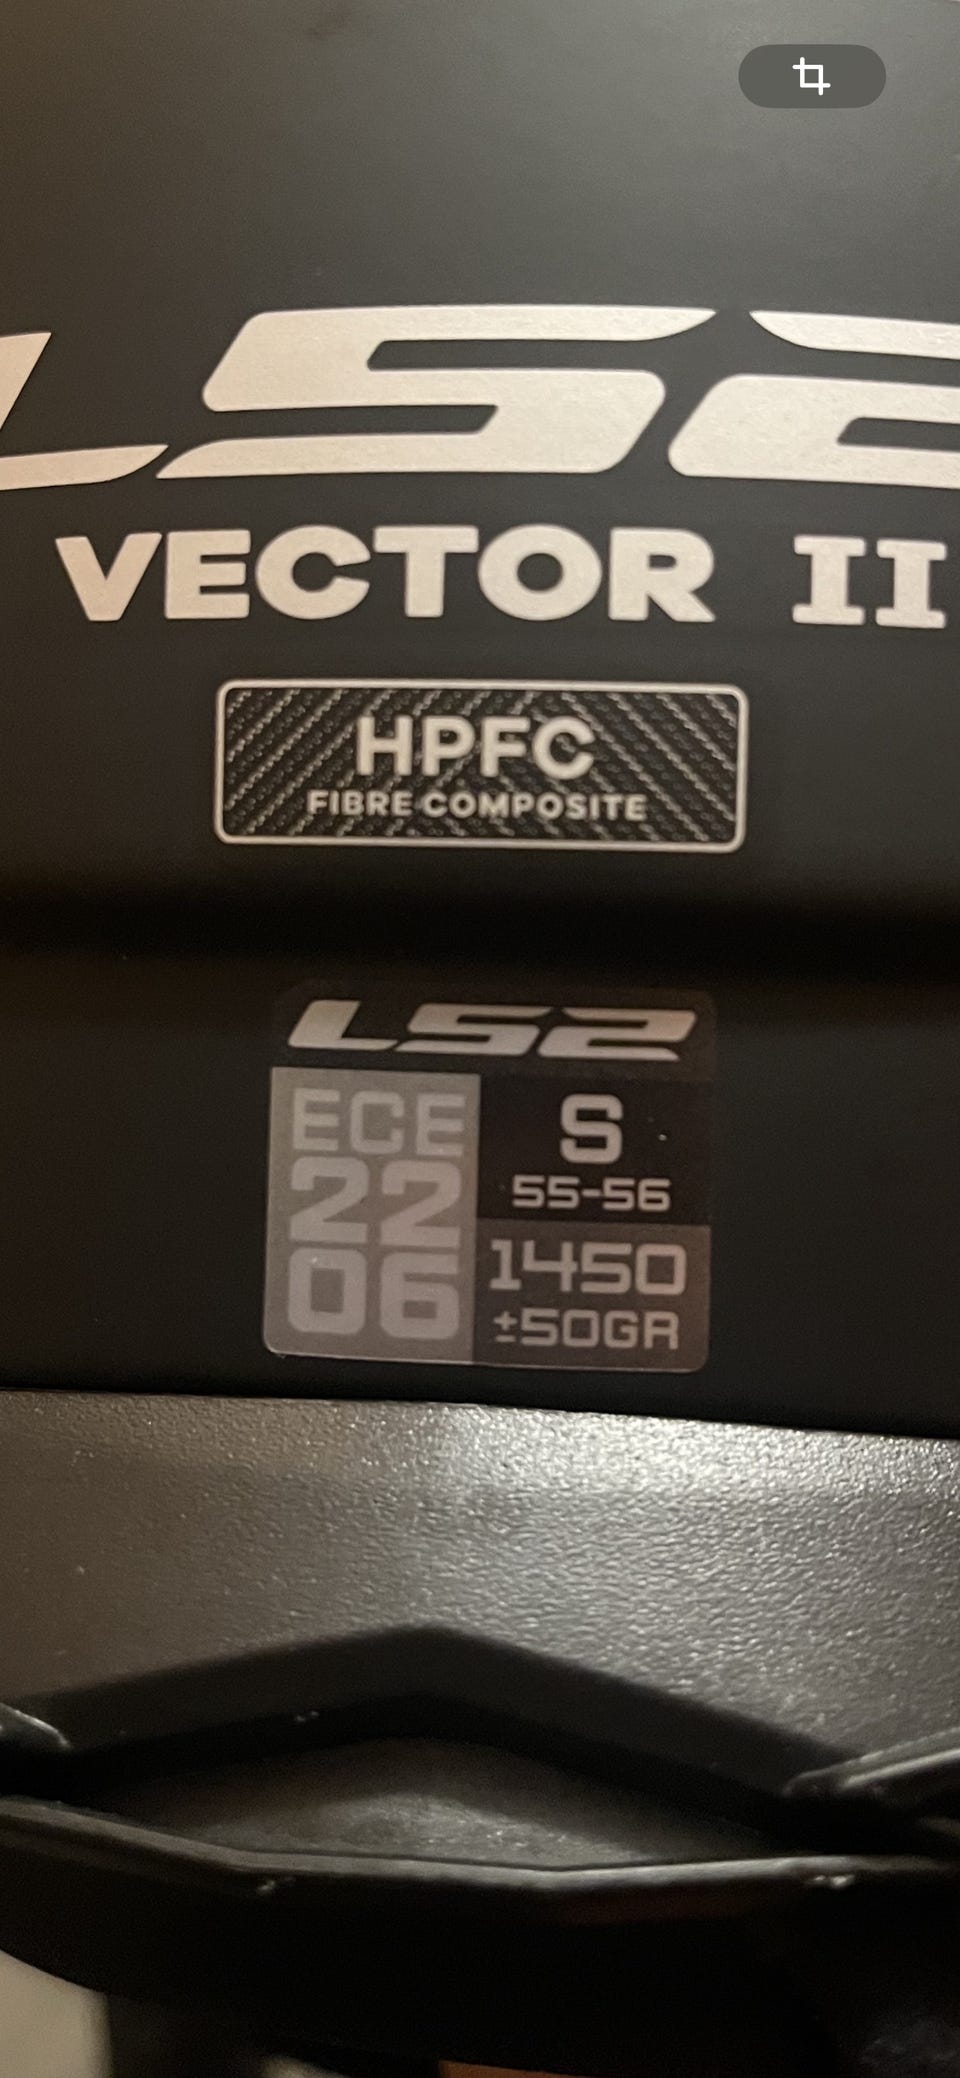 LS2
VECTOR II
HPFC
FIBRE COMPOSITE
LS2
ECE
22
06
S
55-56
1450
±50GR